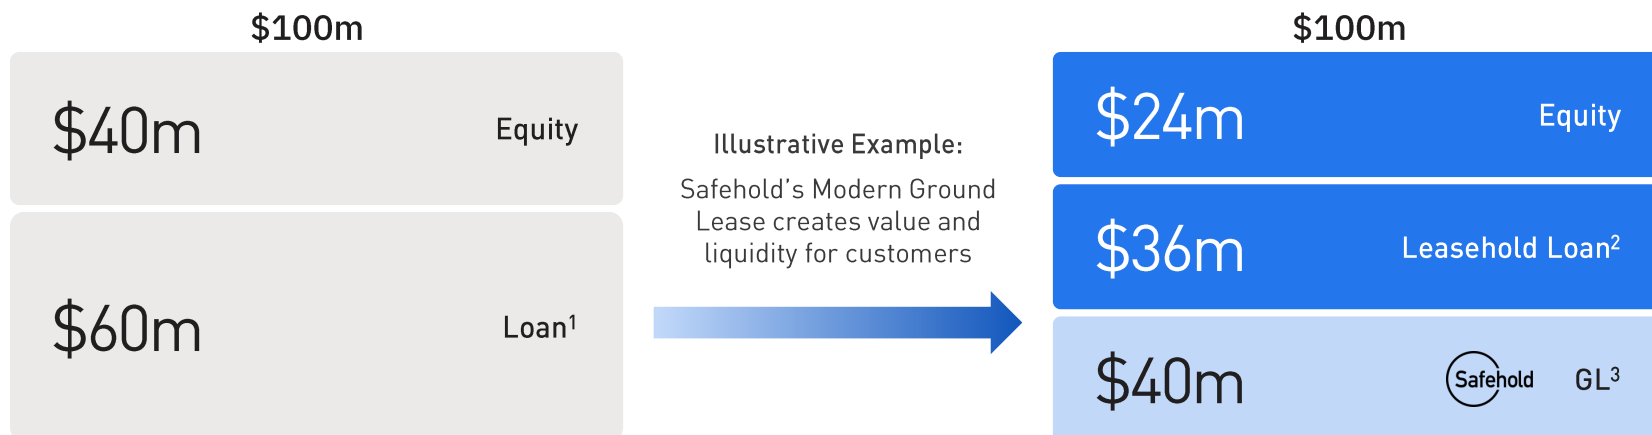 $100m
$40m Equity
$60m Loan¹
Illustrative Example:
Safehold’s Modern Ground
Lease creates value and
liquidity for customers
$100m
$24m Equity
$36m Leasehold Loan²
$40m Safehold GL³